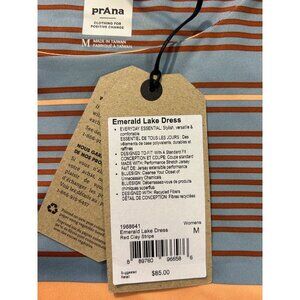 prAna
CLOTHING FOR
POSITIVE CHANGE
M MADE IN TAIWAN
FABRIQUÉ À TAIWAN
Emerald Lake Dress
• EVERYDAY ESSENTIAL: Stylish, versatile &
comfortable
ESSENTIEL DE TOUS LES JOURS: Des
vêtements de base polyvalents, durables et
raffinés
• DESIGNED TO FIT: With A Standard Fit
CONCEPTION ET COUPE: Coupe standard
• MADE WITH: Performance Stretch Jersey
FAIT DE: Jersey extensible performance
• BLUESIGN: Cleanse Your Closet of
Unnecessary Chemicals
BLUESIGN: Débarrassez-vous de produits
chimiques superflus
• DESIGNED WITH: Recycled Fibers
DÉTAIL DE CONCEPTION: Fibres recyclées
1968641
Womens
Emerald Lake Dress
M
Red Clay Stripe
8 89760 96658 6
Suggested
Retail
$85.00